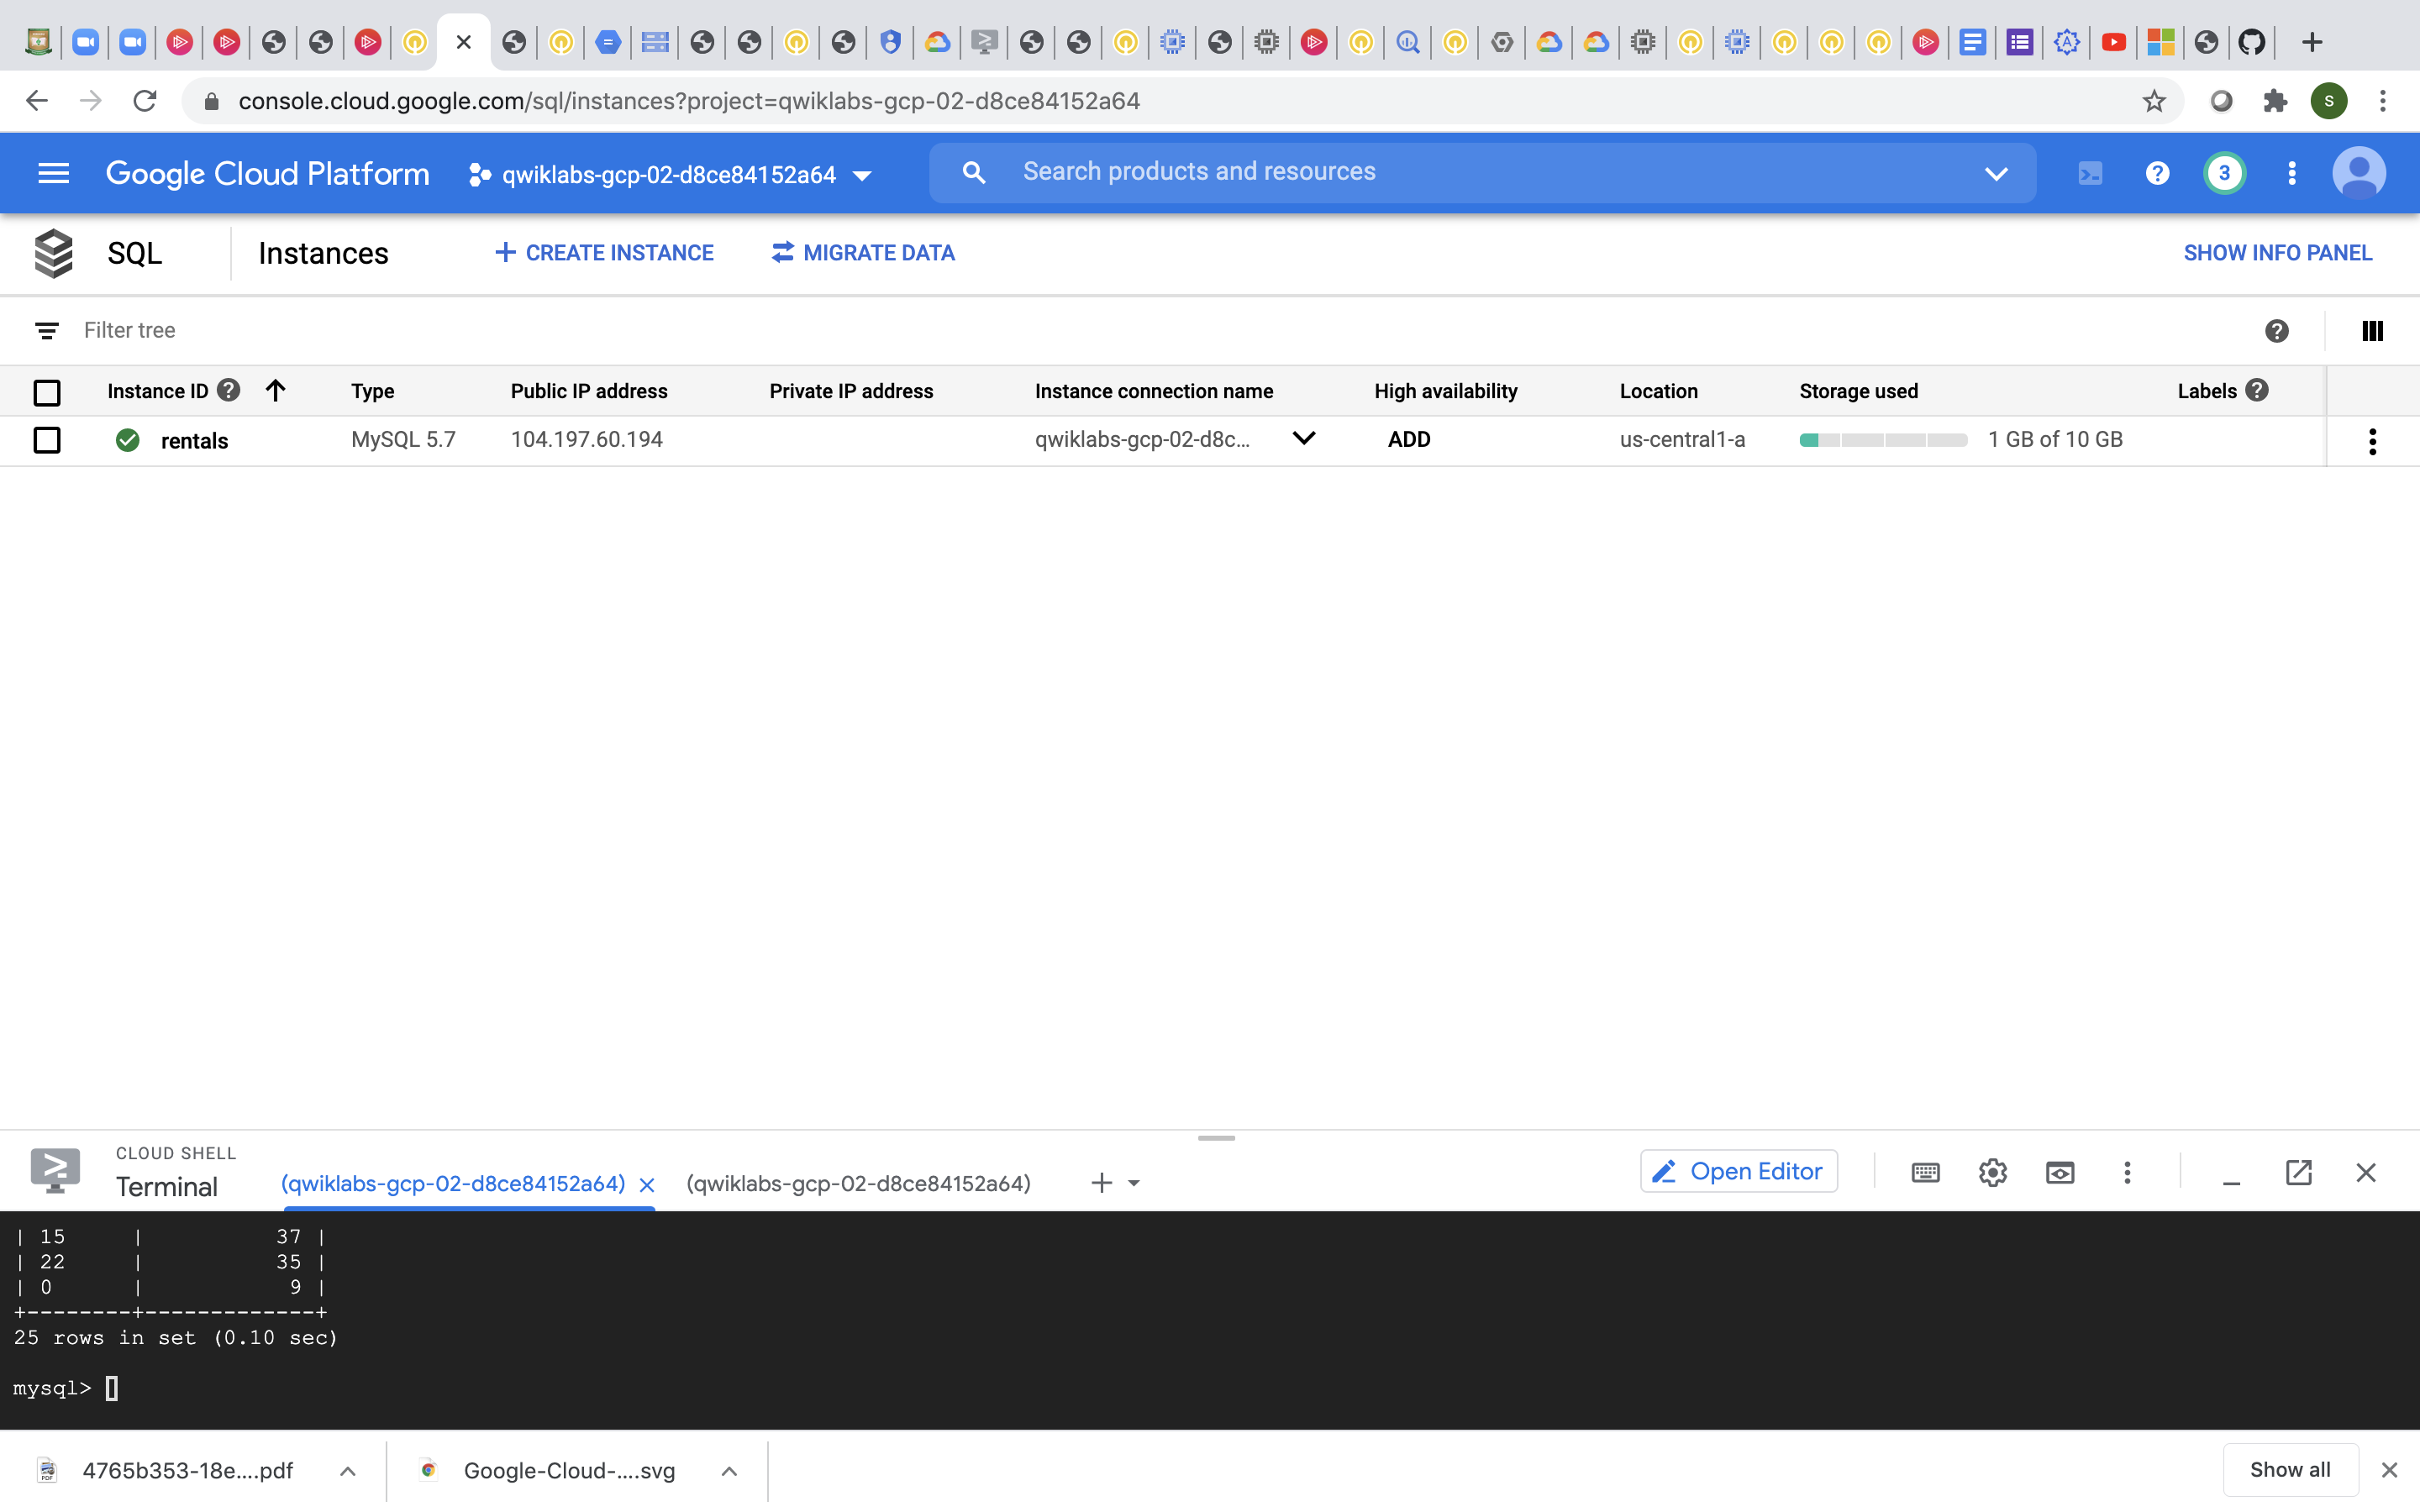 console.cloud.google.com/sql/instances?project=qwiklabs-gcp-02-d8ce84152a64
S
Google Cloud Platform
qwiklabs-gcp-02-d8ce84152a64
Search products and resources
3
SQL
Instances
CREATE INSTANCE
MIGRATE DATA
SHOW INFO PANEL
Filter tree
Instance ID Type Public IP address Private IP address Instance connection name High availability Location Storage used Labels
rentals MySQL 5.7 104.197.60.194 qwiklabs-gcp-02-d8c... ADD us-central1-a 1 GB of 10 GB
CLOUD SHELL
Terminal
(qwiklabs-gcp-02-d8ce84152a64)
(qwiklabs-gcp-02-d8ce84152a64)
Open Editor
| 15     |          37 |
| 22     |          35 |
| 0      |           9 |
+--------+-------------+
25 rows in set (0.10 sec)
mysql>
4765b353-18e....pdf
Google-Cloud-....svg
Show all